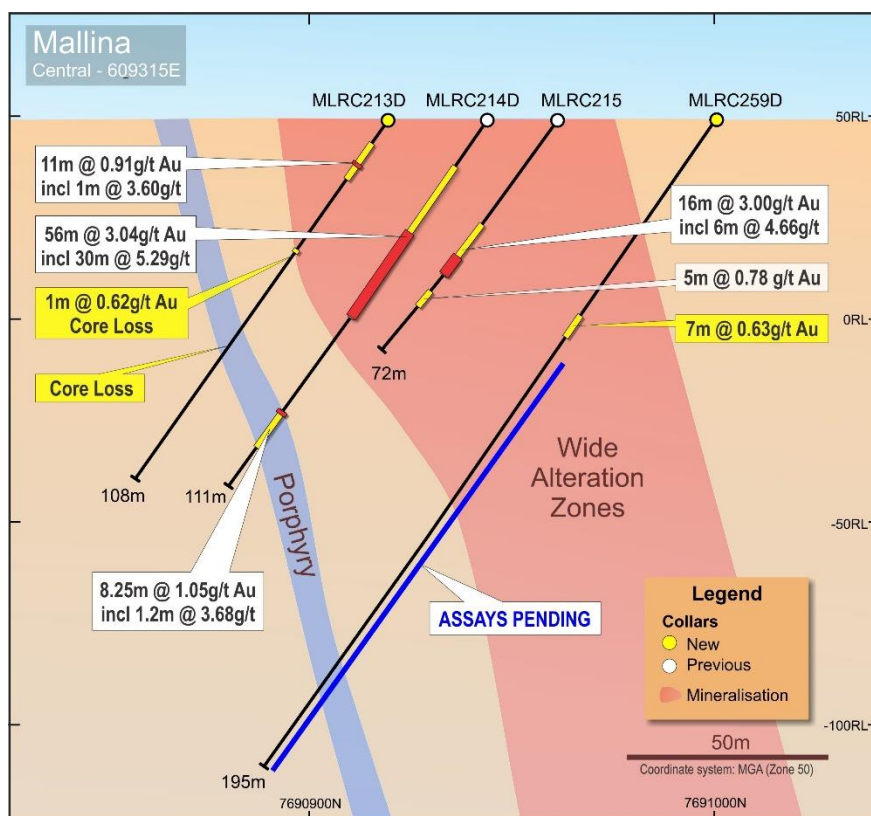 Mallina
Central - 609315E
MLRC213D
MLRC214D
MLRC215
MLRC259D
50RL
11m @ 0.91g/t Au
incl 1m @ 3.60g/t
56m @ 3.04g/t Au
incl 30m @ 5.29g/t
16m @ 3.00g/t Au
incl 6m @ 4.66g/t
5m @ 0.78 g/t Au
1m @ 0.62g/t Au
Core Loss
7m @ 0.63g/t Au
0RL
Core Loss
72m
108m
111m
Wide
Alteration
Zones
Porphyry
-50RL
8.25m @ 1.05g/t Au
incl 1.2m @ 3.68g/t
ASSAYS PENDING
Legend
Collars
New
Previous
Mineralisation
-100RL
50m
Coordinate system: MGA (Zone 50)
195m
7690900N
7691000N